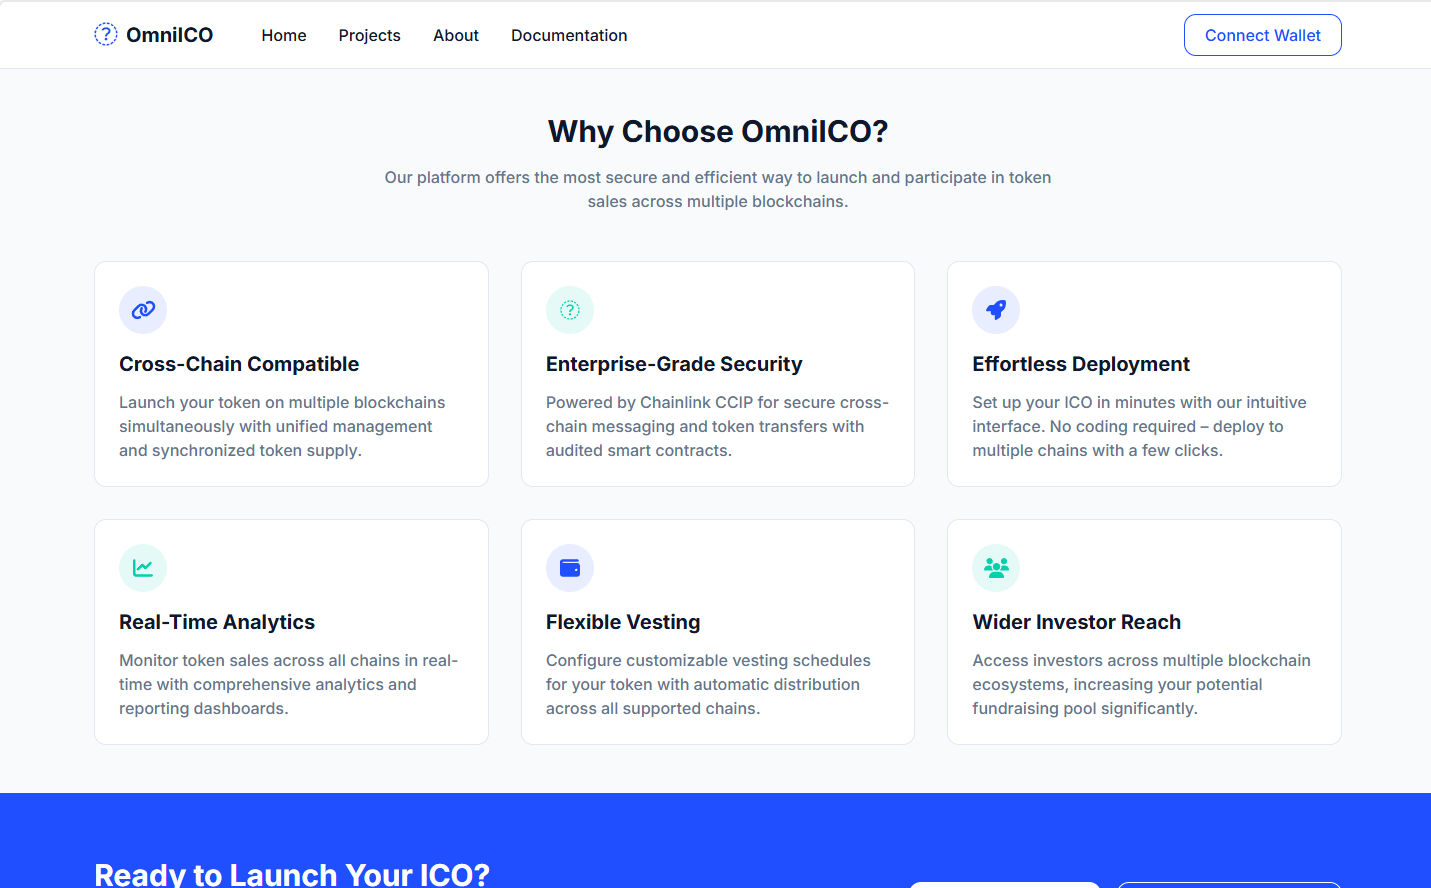 OmniICO
Home
Projects
About
Documentation
Connect Wallet
Why Choose OmniICO?
Our platform offers the most secure and efficient way to launch and participate in token
sales across multiple blockchains.
Cross-Chain Compatible
Launch your token on multiple blockchains
simultaneously with unified management
and synchronized token supply.
Enterprise-Grade Security
Powered by Chainlink CCIP for secure cross-
chain messaging and token transfers with
audited smart contracts.
Effortless Deployment
Set up your ICO in minutes with our intuitive
interface. No coding required – deploy to
multiple chains with a few clicks.
Real-Time Analytics
Monitor token sales across all chains in real-
time with comprehensive analytics and
reporting dashboards.
Flexible Vesting
Configure customizable vesting schedules
for your token with automatic distribution
across all supported chains.
Wider Investor Reach
Access investors across multiple blockchain
ecosystems, increasing your potential
fundraising pool significantly.
Ready to Launch Your ICO?